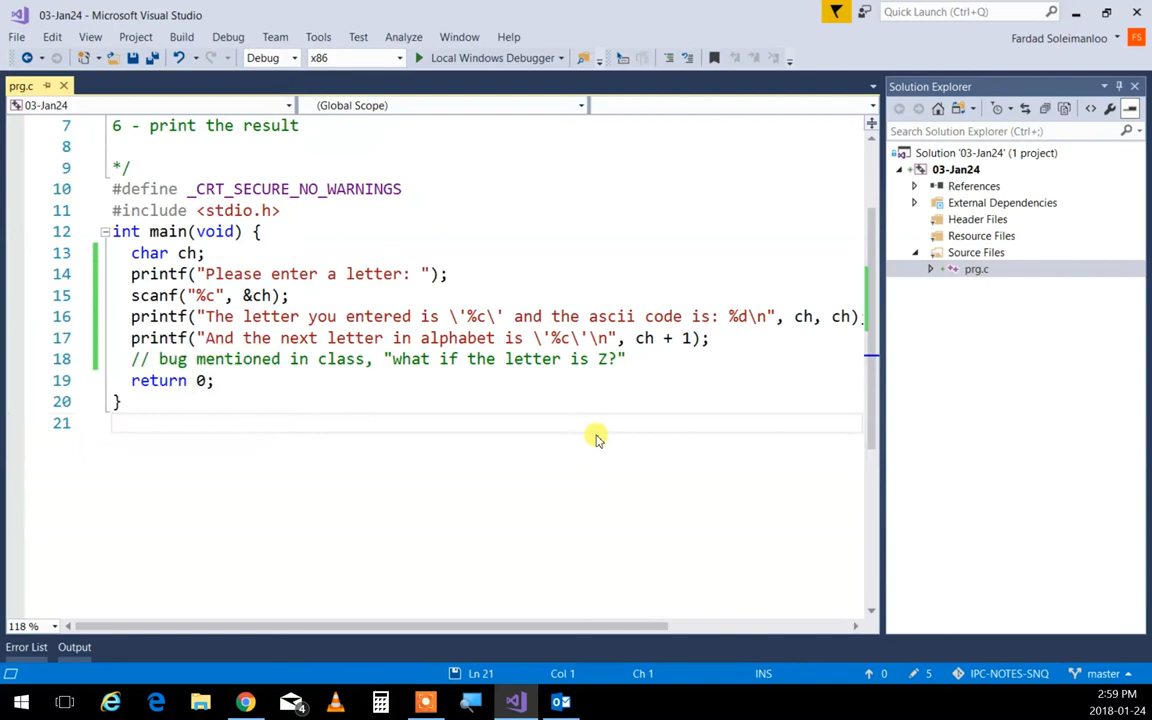 03-Jan24 - Microsoft Visual Studio
Quick Launch (Ctrl+Q)
File Edit View Project Build Debug Team Tools Test Analyze Window Help
Fardad Soleimanloo FS
Debug x86 Local Windows Debugger
prg.c
03-Jan24 (Global Scope)
7 6 - print the result
8
9 */
10 #define _CRT_SECURE_NO_WARNINGS
11 #include <stdio.h>
12 int main(void) {
13 char ch;
14 printf("Please enter a letter: ");
15 scanf("%c", &ch);
16 printf("The letter you entered is \'%c\' and the ascii code is: %d\n", ch, ch);
17 printf("And the next letter in alphabet is \'%c\'\n", ch + 1);
18 // bug mentioned in class, "what if the letter is Z?"
19 return 0;
20 }
21
118 %
Solution Explorer
Search Solution Explorer (Ctrl+;)
Solution '03-Jan24' (1 project)
03-Jan24
References
External Dependencies
Header Files
Resource Files
Source Files
prg.c
Error List Output
Ln 21 Col 1 Ch 1 INS 0 5 IPC-NOTES-SNQ master
4
2:59 PM
2018-01-24